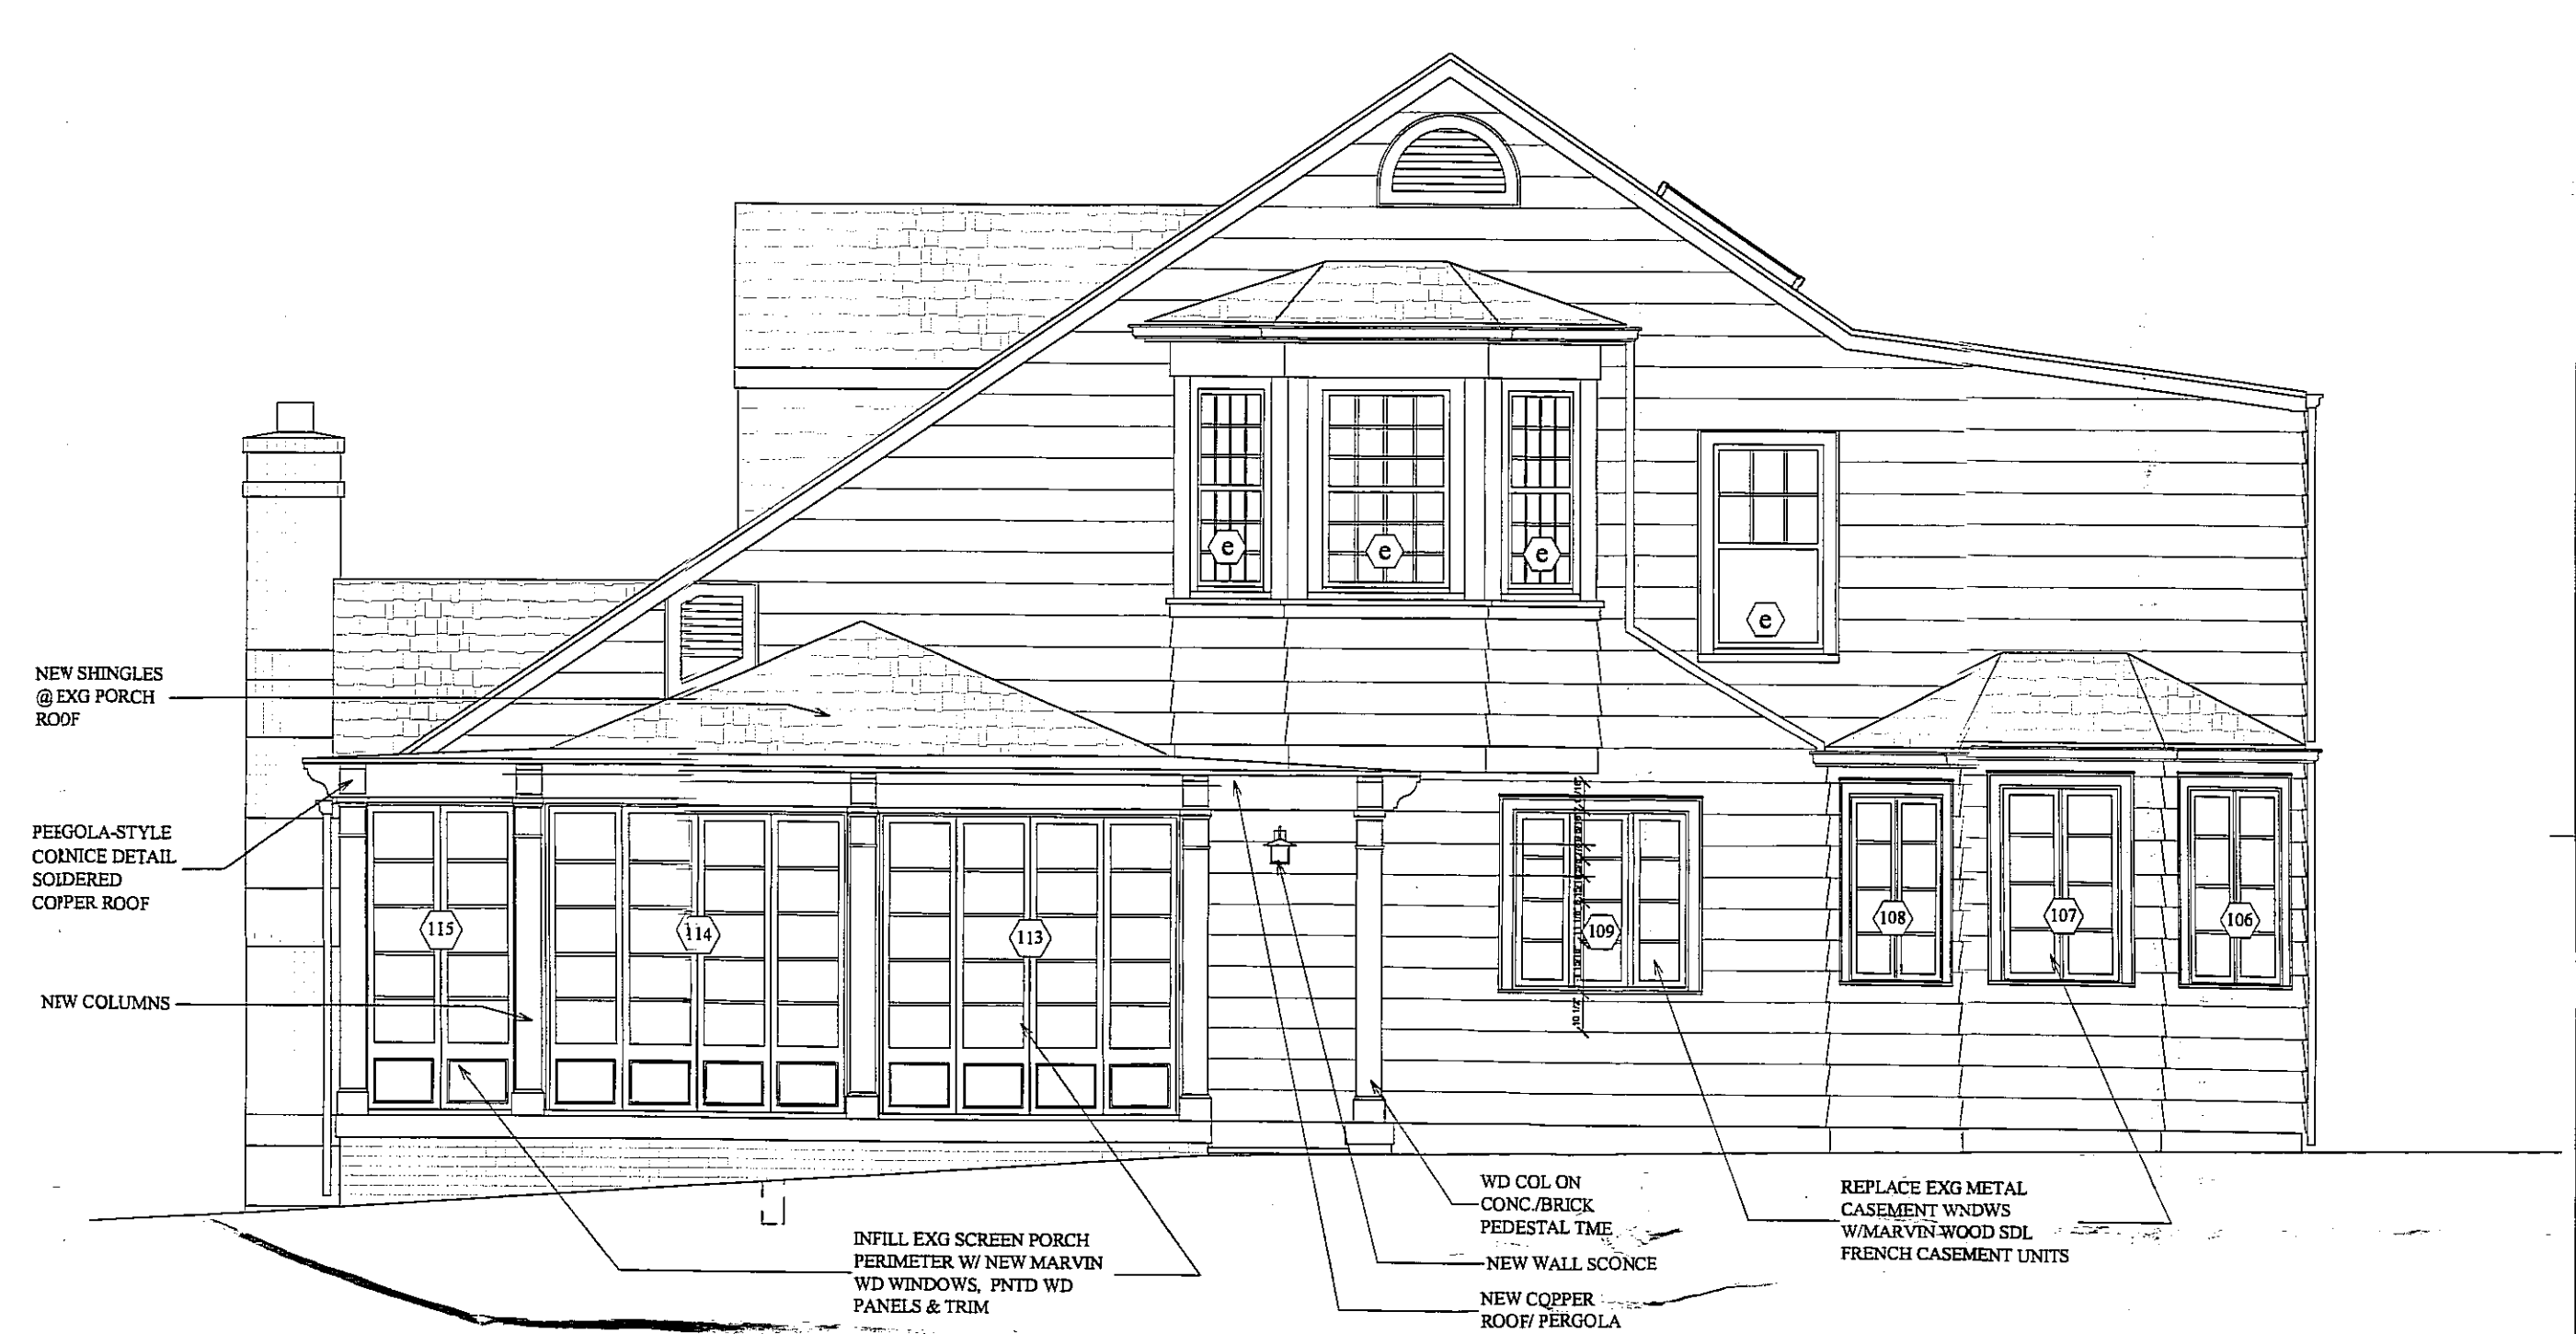 e
e
e
e
NEW SHINGLES
@ EXG PORCH
ROOF
PERGOLA-STYLE
CORNICE DETAIL
SOLDERED
COPPER ROOF
NEW COLUMNS
115
114
113
109
108
107
106
10 1/2"
INFILL EXG SCREEN PORCH
PERIMETER W/ NEW MARVIN
WD WINDOWS, PNTD WD
PANELS & TRIM
WD COL ON
CONC./BRICK
PEDESTAL TME
NEW WALL SCONCE
NEW COPPER
ROOF/ PERGOLA
REPLACE EXG METAL
CASEMENT WNDWS
W/MARVIN WOOD SDL
FRENCH CASEMENT UNITS